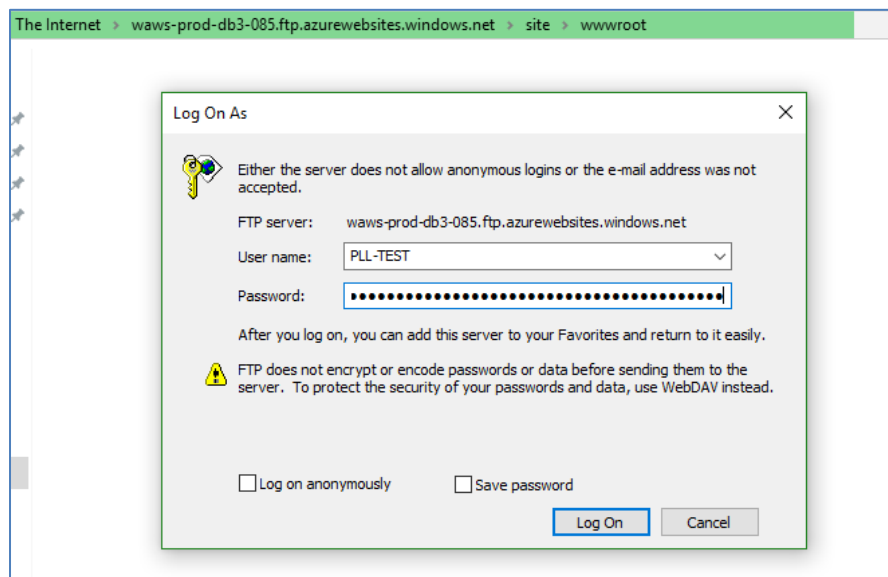 The Internet > waws-prod-db3-085.ftp.azurewebsites.windows.net > site > wwwroot
Log On As
Either the server does not allow anonymous logins or the e-mail address was not
accepted.
FTP server: waws-prod-db3-085.ftp.azurewebsites.windows.net
User name: PLL-TEST
Password:
After you log on, you can add this server to your Favorites and return to it easily.
FTP does not encrypt or encode passwords or data before sending them to the
server. To protect the security of your passwords and data, use WebDAV instead.
Log on anonymously Save password
Log On Cancel